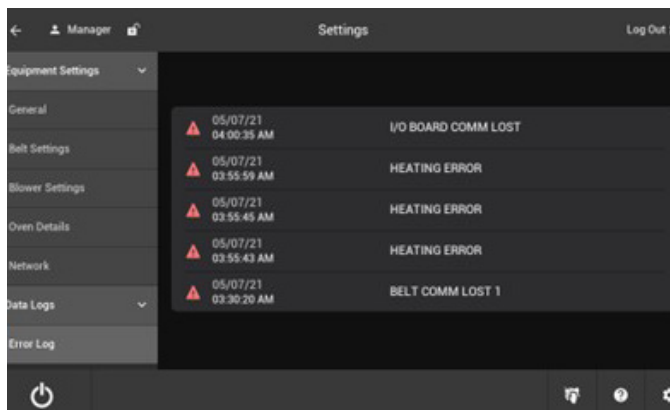 Manager
Settings
Log Out
Equipment Settings
General
Belt Settings
Blower Settings
Oven Details
Network
Data Logs
Error Log
05/07/21
04:00:35 AM
I/O BOARD COMM LOST
05/07/21
03:55:59 AM
HEATING ERROR
05/07/21
03:55:45 AM
HEATING ERROR
05/07/21
03:55:43 AM
HEATING ERROR
05/07/21
03:30:20 AM
BELT COMM LOST 1